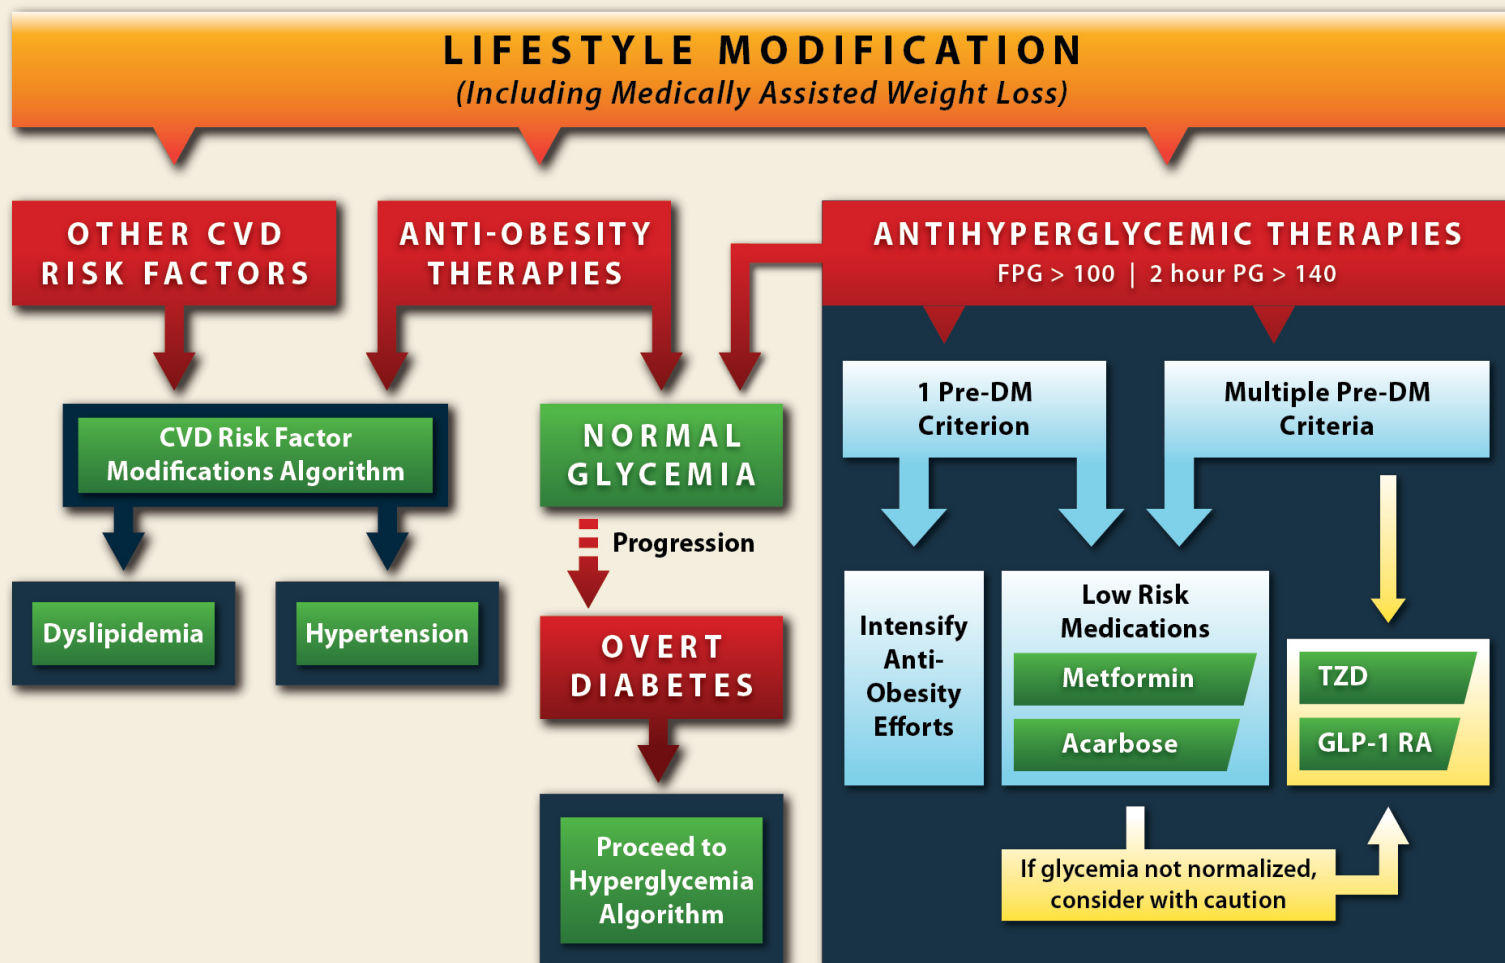 LIFESTYLE MODIFICATION
(Including Medically Assisted Weight Loss)
OTHER CVD
RISK FACTORS
ANTI-OBESITY
THERAPIES
ANTIHYPERGLYCEMIC THERAPIES
FPG > 100 | 2 hour PG > 140
CVD Risk Factor
Modifications Algorithm
Dyslipidemia
Hypertension
NORMAL
GLYCEMIA
Progression
OVERT
DIABETES
Proceed to
Hyperglycemia
Algorithm
1 Pre-DM
Criterion
Multiple Pre-DM
Criteria
Intensify
Anti-
Obesity
Efforts
Low Risk
Medications
Metformin
Acarbose
TZD
GLP-1 RA
If glycemia not normalized,
consider with caution